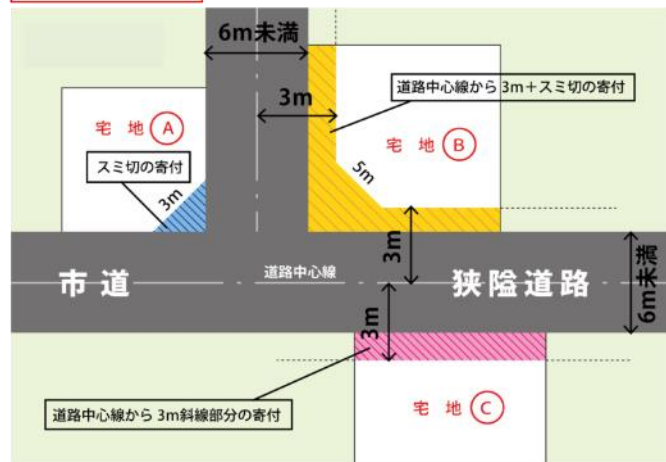 6m未満
3m
道路中心線から3m+スミ切の寄付
宅 地 A
宅 地 B
スミ切の寄付
3m
5m
3m
市 道
道路中心線
狭隘道路
6m未満
3m
道路中心線から3m斜線部分の寄付
宅 地 C